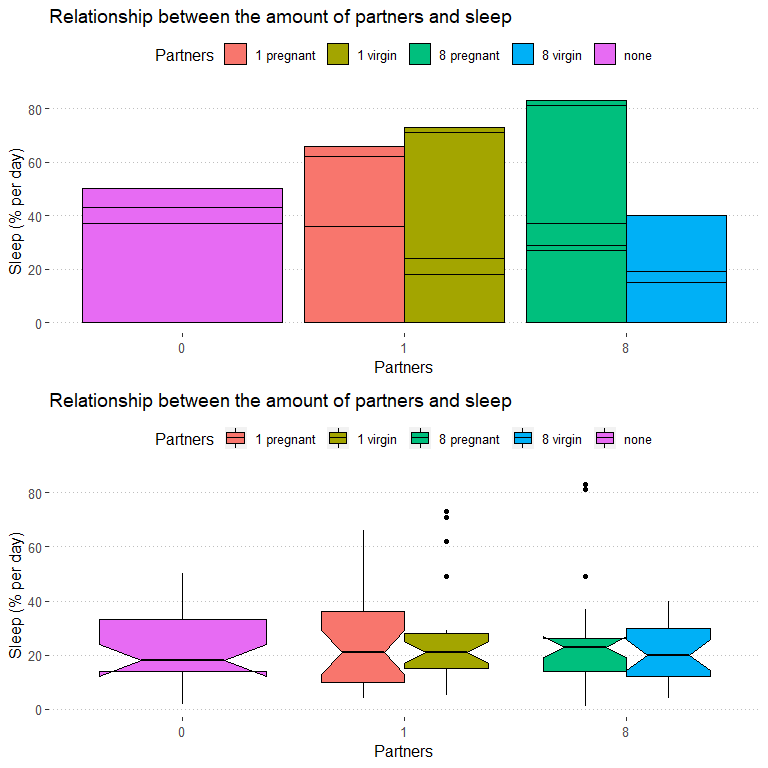 Relationship between the amount of partners and sleep
Partners 1 pregnant 1 virgin 8 pregnant 8 virgin none
Sleep (% per day)
80
60
40
20
0
0 1 8
Partners
Relationship between the amount of partners and sleep
Partners 1 pregnant 1 virgin 8 pregnant 8 virgin none
Sleep (% per day)
80
60
40
20
0
0 1 8
Partners